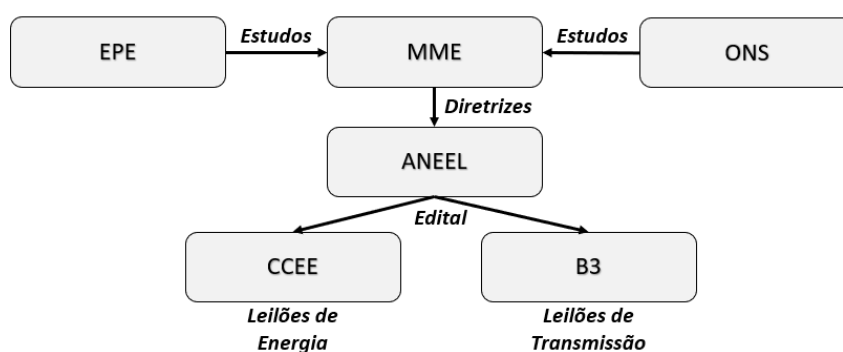 EPE
Estudos
MME
Estudos
ONS
Diretrizes
ANEEL
Edital
CCEE
B3
Leilões de
Energia
Leilões de
Transmissão